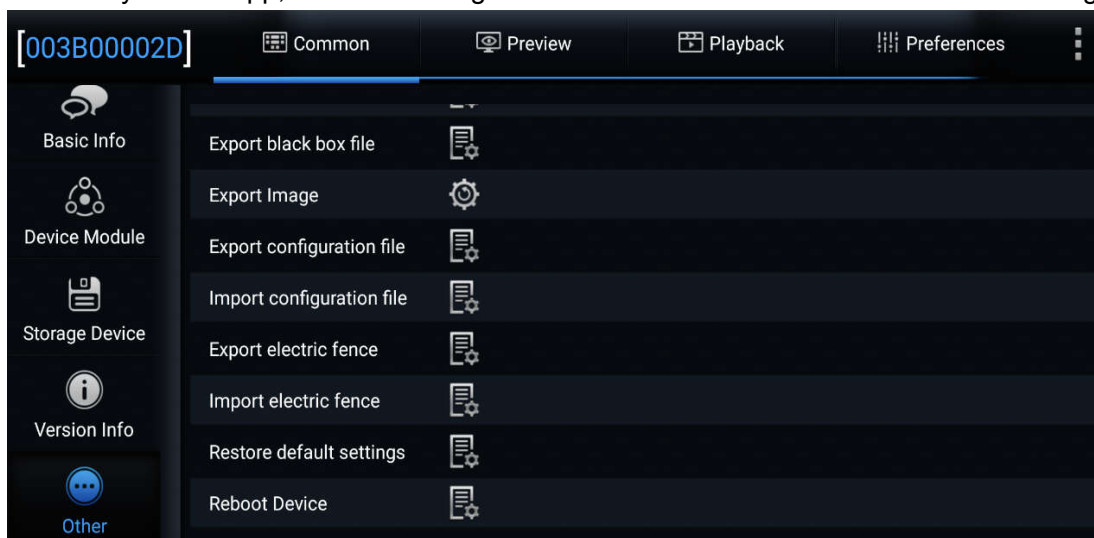 [003B00002D]
Common
Preview
Playback
Preferences
Basic Info
Device Module
Storage Device
Version Info
Other
Export black box file
Export Image
Export configuration file
Import configuration file
Export electric fence
Import electric fence
Restore default settings
Reboot Device